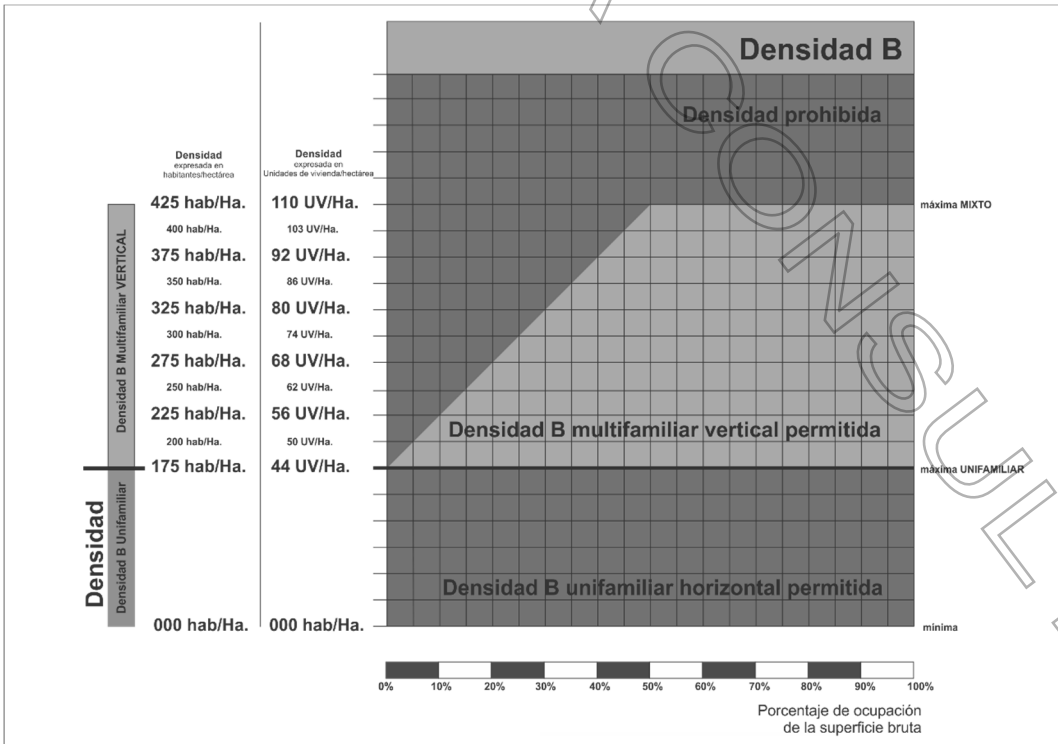 Densidad B
Densidad prohibida
Densidad
expresada en
habitantes/hectárea
Densidad
expresada en
Unidades de vivienda/hectárea
425 hab/Ha. 110 UV/Ha.
máxima MIXTO
400 hab/Ha. 103 UV/Ha.
375 hab/Ha. 92 UV/Ha.
350 hab/Ha. 86 UV/Ha.
325 hab/Ha. 80 UV/Ha.
300 hab/Ha. 74 UV/Ha.
275 hab/Ha. 68 UV/Ha.
250 hab/Ha. 62 UV/Ha.
225 hab/Ha. 56 UV/Ha.
200 hab/Ha. 50 UV/Ha.
175 hab/Ha. 44 UV/Ha.
Densidad B multifamiliar vertical permitida
máxima UNIFAMILIAR
Densidad B Multifamiliar VERTICAL
Densidad
Densidad B Unifamiliar
Densidad B unifamiliar horizontal permitida
000 hab/Ha. 000 hab/Ha.
mínima
0% 10% 20% 30% 40% 50% 60% 70% 80% 90% 100%
Porcentaje de ocupación
de la superficie bruta
CONSUL